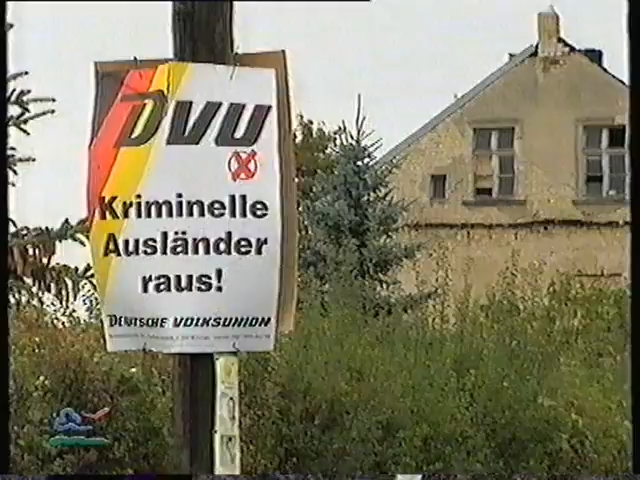 DVU
Kriminelle
Ausländer
raus!
DEUTSCHE VOLKSUNION